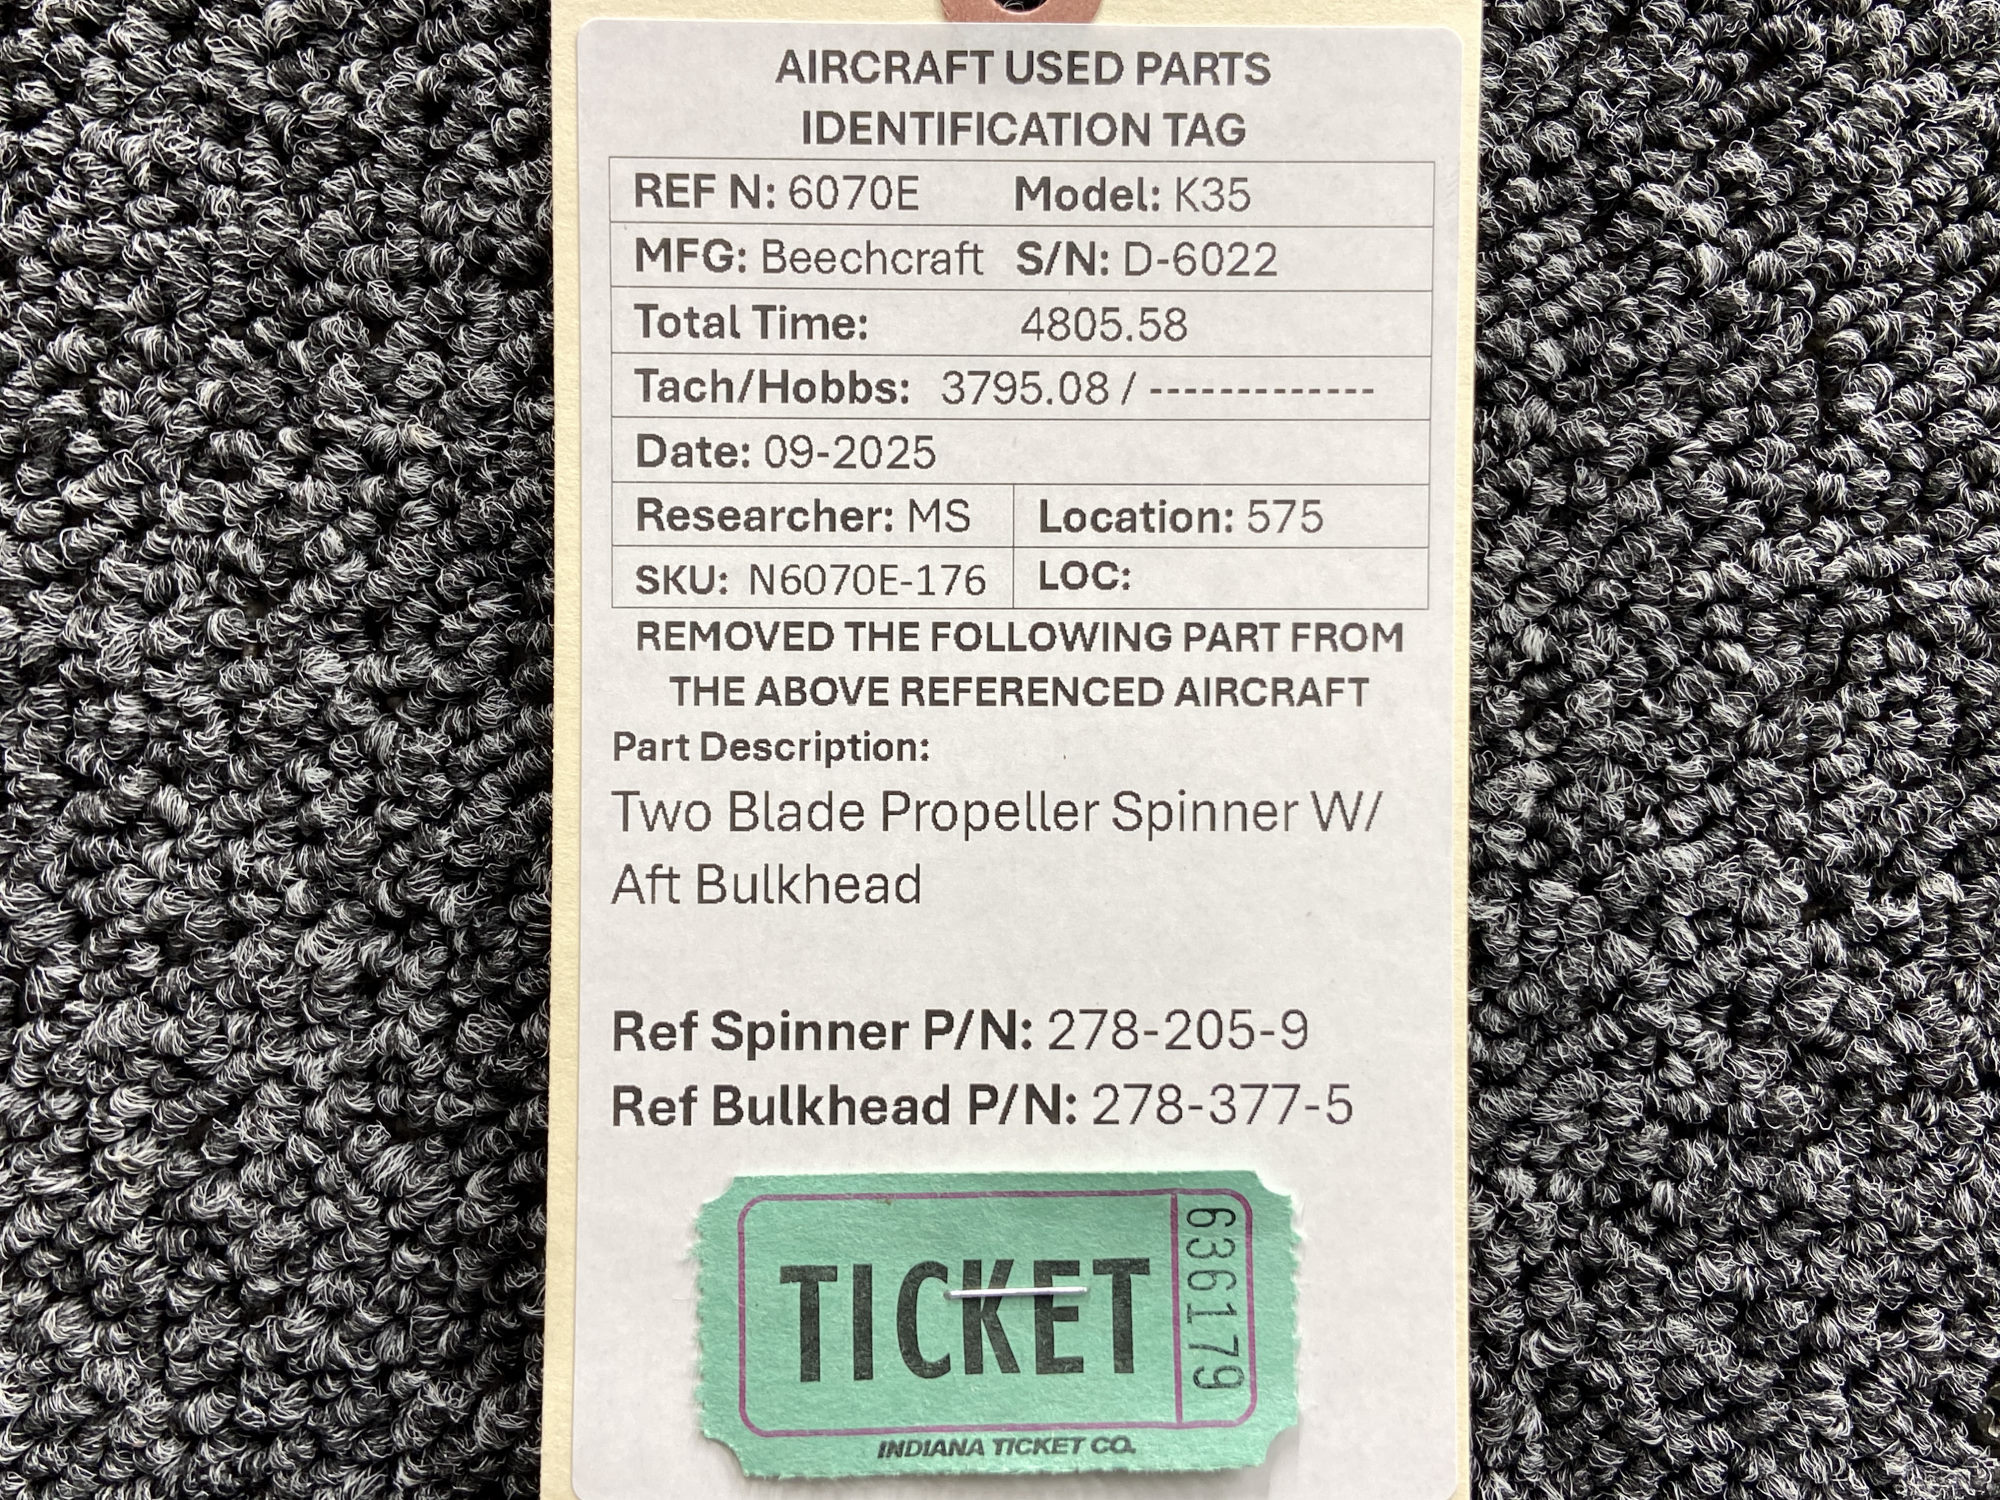 AIRCRAFT USED PARTS
IDENTIFICATION TAG
REF N: 6070E Model: K35
MFG: Beechcraft S/N: D-6022
Total Time: 4805.58
Tach/Hobbs: 3795.08 / -------------
Date: 09-2025
Researcher: MS Location: 575
SKU: N6070E-176 LOC:
REMOVED THE FOLLOWING PART FROM
THE ABOVE REFERENCED AIRCRAFT
Part Description:
Two Blade Propeller Spinner W/
Aft Bulkhead
Ref Spinner P/N: 278-205-9
Ref Bulkhead P/N: 278-377-5
TICKET
636179
INDIANA TICKET CO.